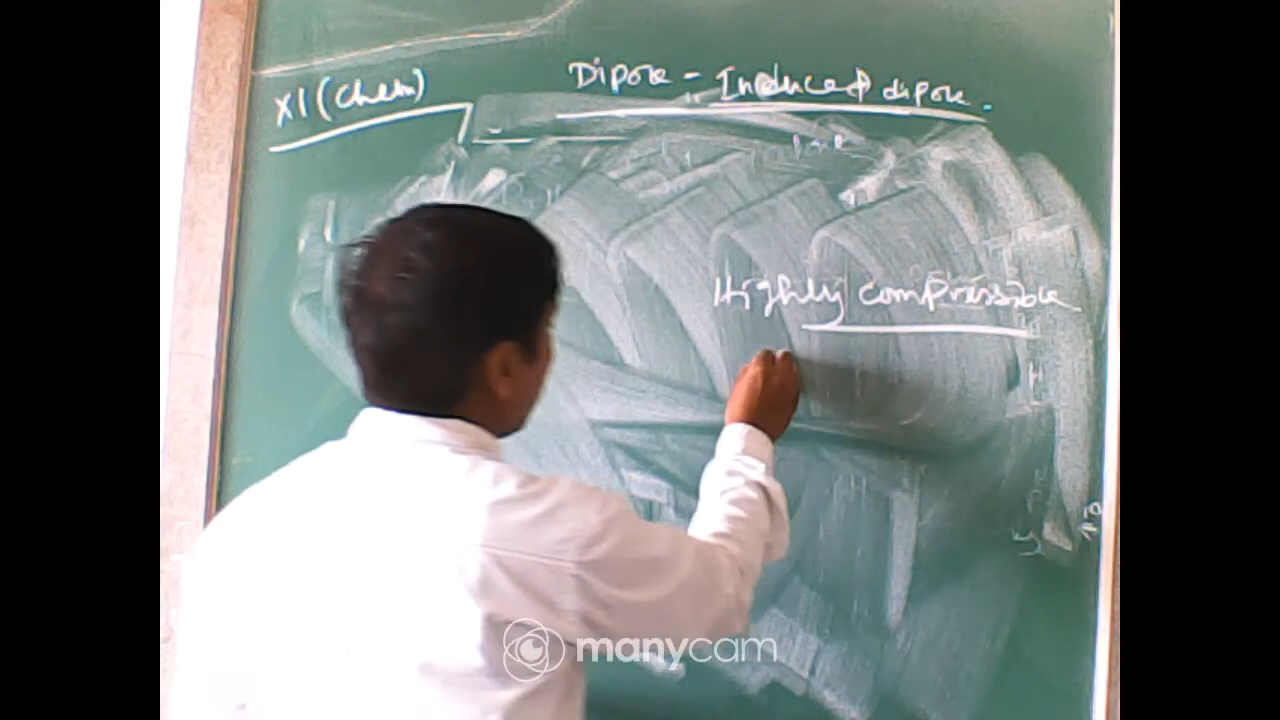 XI (Chem)
Dipole - Induced dipole.
Highly compressible
manycam